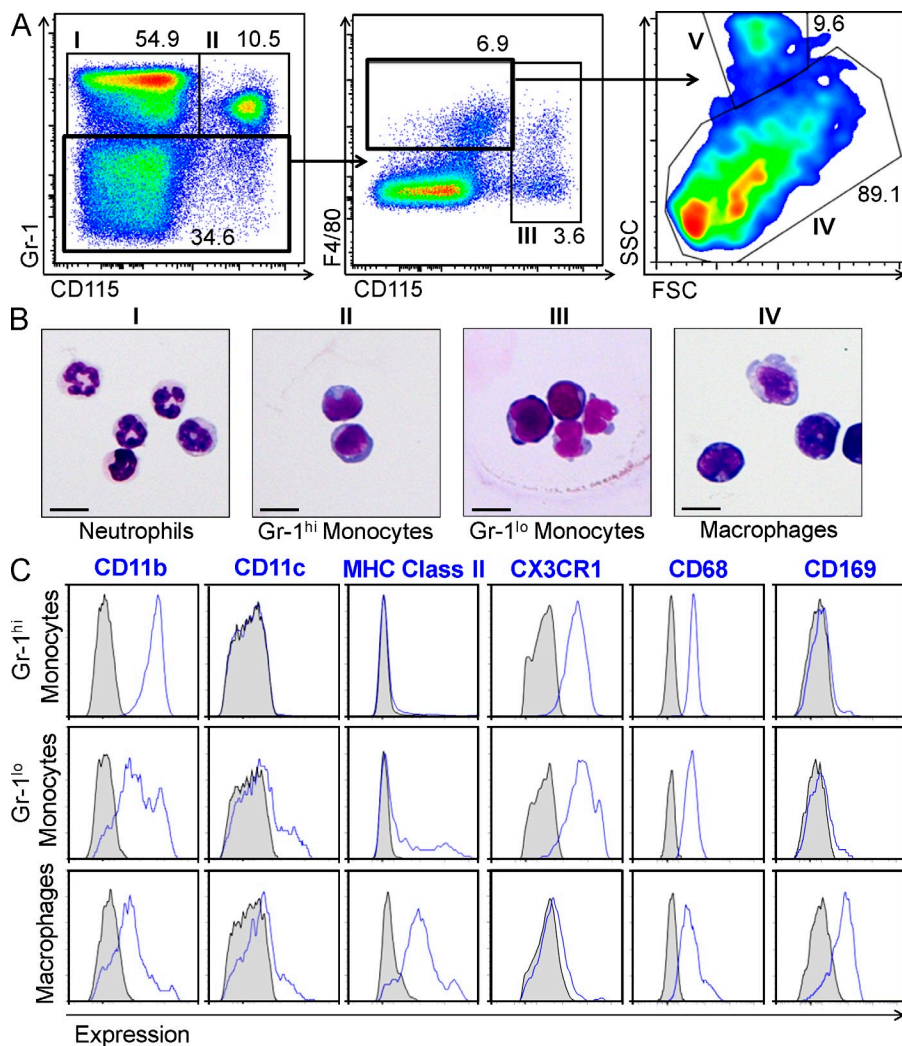 A
I
54.9
II
10.5
34.6
Gr-1
CD115
6.9
III
3.6
F4/80
CD115
V
9.6
89.1
IV
SSC
FSC
B
I
II
III
IV
Neutrophils
Gr-1hi Monocytes
Gr-1lo Monocytes
Macrophages
C
CD11b
CD11c
MHC Class II
CX3CR1
CD68
CD169
Gr-1hi
Monocytes
Gr-1lo
Monocytes
Macrophages
Expression